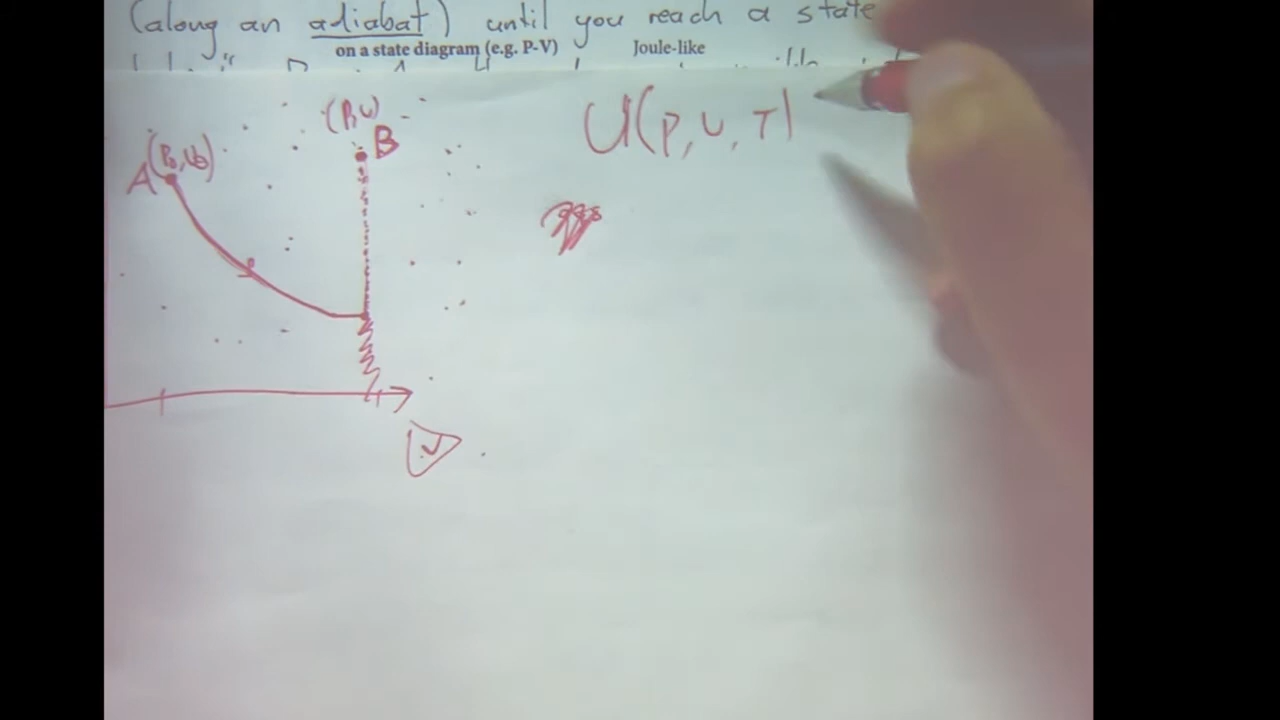 (along an adiabat) until you reach a state
on a state diagram (e.g. P-V) Joule-like
(P,V)
B
A (P₀,V₀)
U(P, V, T)
V